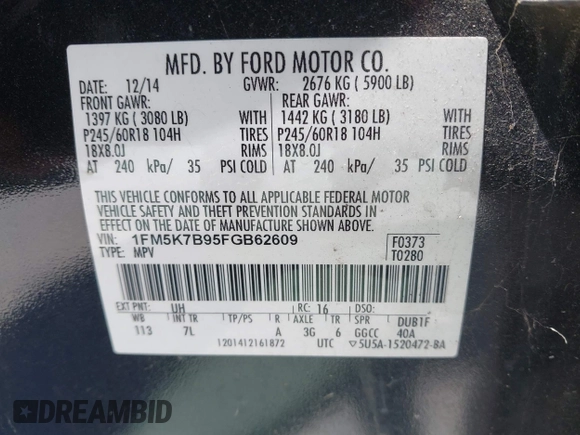 MFD. BY FORD MOTOR CO.
DATE: 12/14 GVWR: 2676 KG ( 5900 LB)
FRONT GAWR: REAR GAWR:
1397 KG ( 3080 LB) WITH 1442 KG ( 3180 LB) WITH
P245/60R18 104H TIRES P245/60R18 104H TIRES
18X8.0J RIMS 18X8.0J RIMS
AT 240 kPa/ 35 PSI COLD AT 240 kPa/ 35 PSI COLD
THIS VEHICLE CONFORMS TO ALL APPLICABLE FEDERAL MOTOR
VEHICLE SAFETY AND THEFT PREVENTION STANDARDS IN
EFFECT ON THE DATE OF MANUFACTURE SHOWN ABOVE.
VIN: 1FM5K7B95FGB62609 F0373
TYPE: MPV T0280
EXT PNT: UH RC: 16 DSO:
WB INT TR TP/PS R AXLE TR SPR DUB1F
113 7L A 3G 6 GGCC 40A
1201412161872 UTC ▽5U5A-1520472-BA
DREAMBID